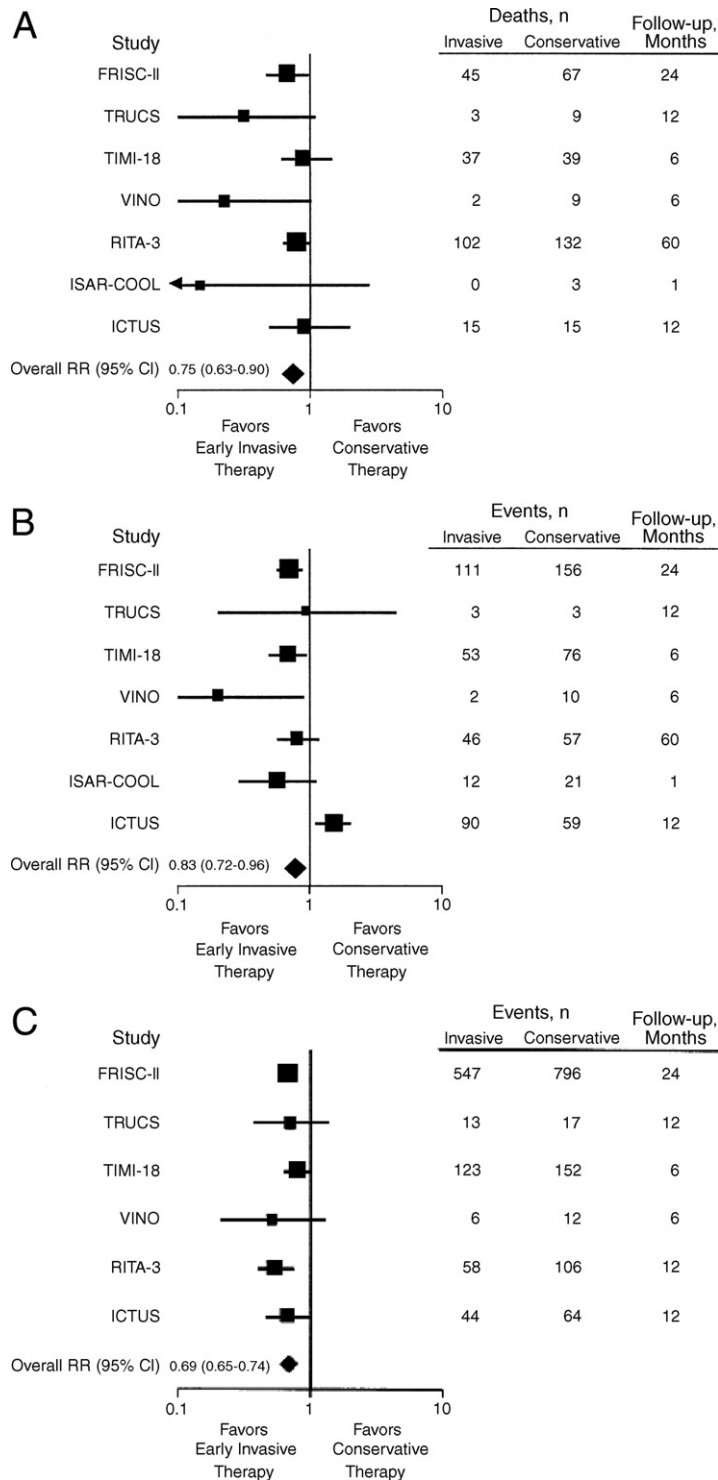 A
Deaths, n
Follow-up,
Study
Invasive Conservative Months
FRISC-II 45 67 24
TRUCS 3 9 12
TIMI-18 37 39 6
VINO 2 9 6
RITA-3 102 132 60
ISAR-COOL 0 3 1
ICTUS 15 15 12
Overall RR (95% CI) 0.75 (0.63-0.90)
0.1 1 10
Favors Favors
Early Invasive Conservative
Therapy Therapy
B
Events, n
Follow-up,
Study
Invasive Conservative Months
FRISC-II 111 156 24
TRUCS 3 3 12
TIMI-18 53 76 6
VINO 2 10 6
RITA-3 46 57 60
ISAR-COOL 12 21 1
ICTUS 90 59 12
Overall RR (95% CI) 0.83 (0.72-0.96)
0.1 1 10
Favors Favors
Early Invasive Conservative
Therapy Therapy
C
Events, n
Follow-up,
Study
Invasive Conservative Months
FRISC-II 547 796 24
TRUCS 13 17 12
TIMI-18 123 152 6
VINO 6 12 6
RITA-3 58 106 12
ICTUS 44 64 12
Overall RR (95% CI) 0.69 (0.65-0.74)
0.1 1 10
Favors Favors
Early Invasive Conservative
Therapy Therapy